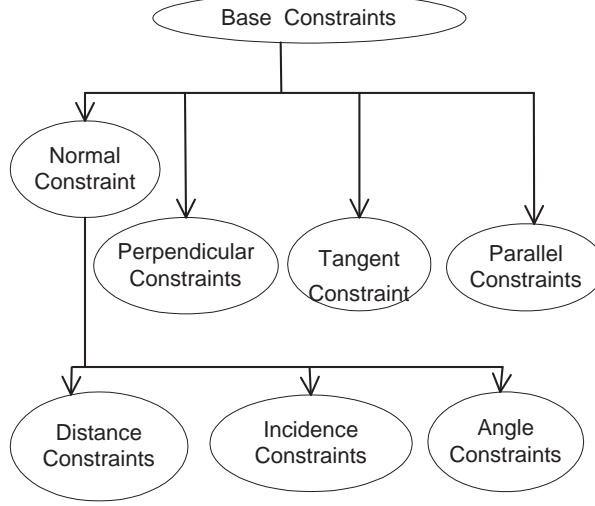 Base Constraints
Normal
Constraint
Perpendicular
Constraints
Tangent
Constraint
Parallel
Constraints
Distance
Constraints
Incidence
Constraints
Angle
Constraints